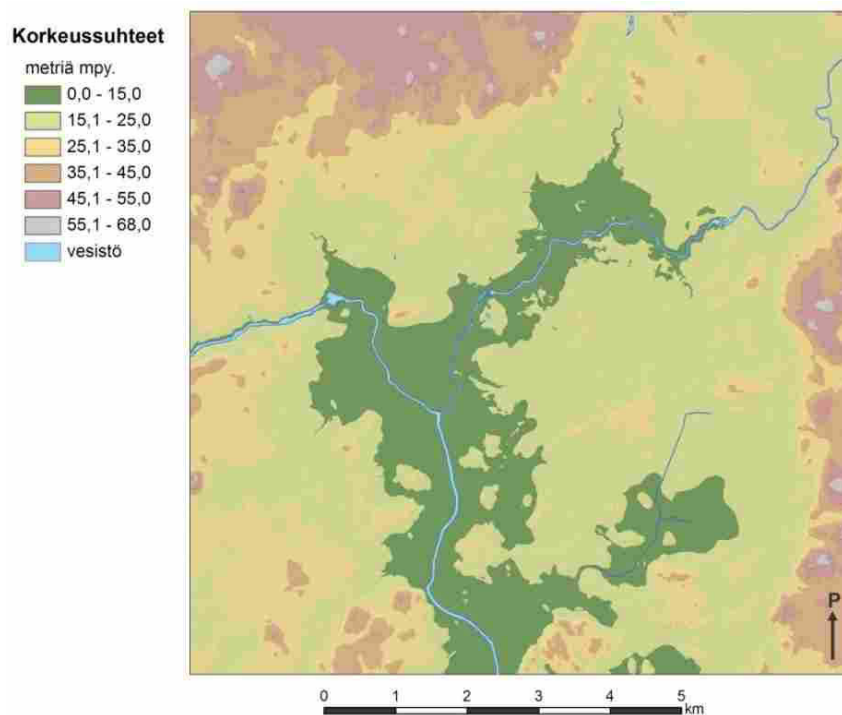 Korkeussuhteet
metriä mpy.
0,0 - 15,0
15,1 - 25,0
25,1 - 35,0
35,1 - 45,0
45,1 - 55,0
55,1 - 68,0
vesistö
P
0 1 2 3 4 5
km